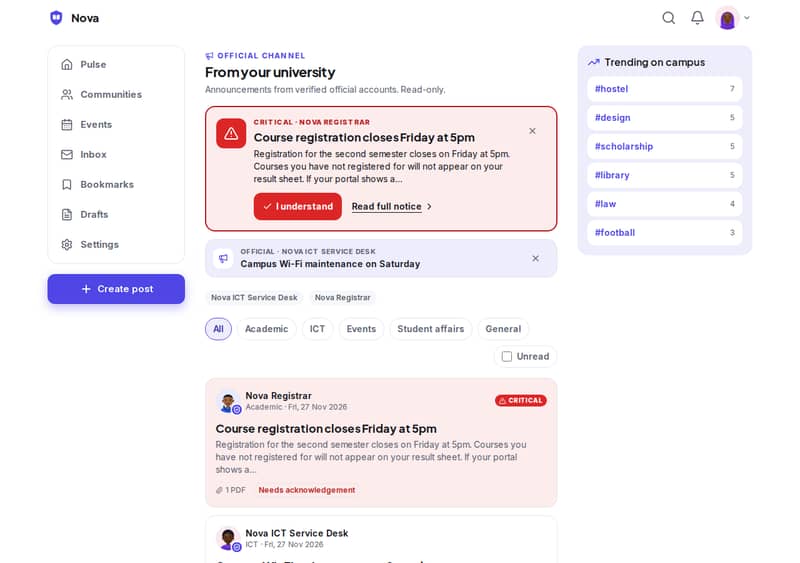 Nova
Pulse
Communities
Events
Inbox
Bookmarks
Drafts
Settings
Create post
OFFICIAL CHANNEL
From your university
Announcements from verified official accounts. Read-only.
CRITICAL · NOVA REGISTRAR
Course registration closes Friday at 5pm
Registration for the second semester closes on Friday at 5pm.
Courses you have not registered for will not appear on your
result sheet. If your portal shows a...
I understand
Read full notice
OFFICIAL · NOVA ICT SERVICE DESK
Campus Wi-Fi maintenance on Saturday
Nova ICT Service Desk
Nova Registrar
All
Academic
ICT
Events
Student affairs
General
Unread
Nova Registrar
Academic · Fri, 27 Nov 2026
CRITICAL
Course registration closes Friday at 5pm
Registration for the second semester closes on Friday at 5pm. Courses you
have not registered for will not appear on your result sheet. If your portal
shows a...
1 PDF
Needs acknowledgement
Nova ICT Service Desk
ICT · Fri, 27 Nov 2026
Trending on campus
#hostel 7
#design 5
#scholarship 5
#library 5
#law 4
#football 3